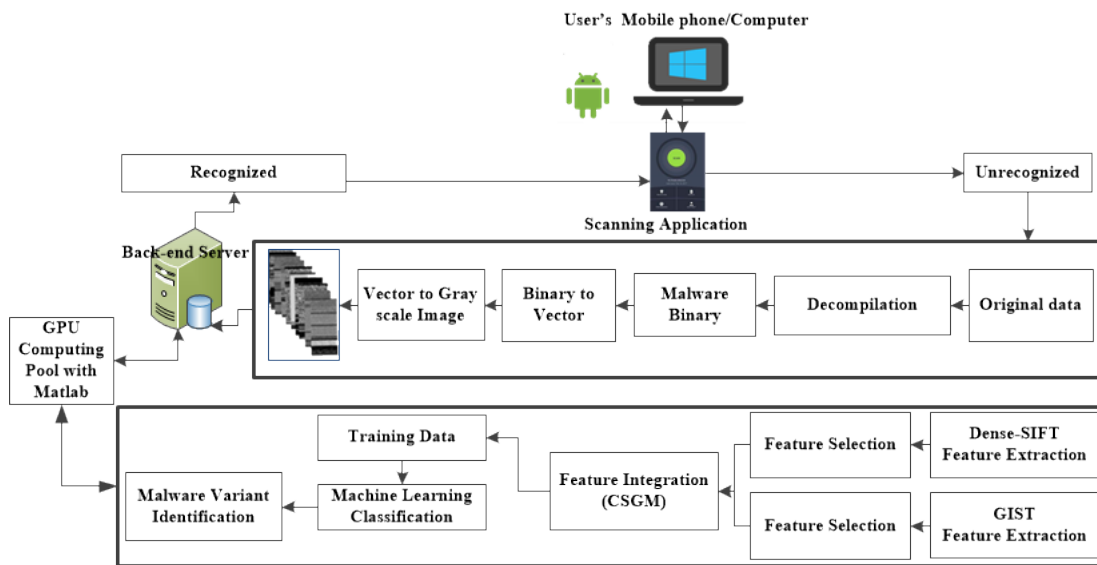 User's Mobile phone/Computer
Recognized
Unrecognized
Scanning Application
Back-end Server
Vector to Gray
scale Image
Binary to
Vector
Malware
Binary
Decompilation
Original data
GPU
Computing
Pool with
Matlab
Training Data
Feature Selection
Dense-SIFT
Feature Extraction
Malware Variant
Identification
Machine Learning
Classification
Feature Integration
(CSGM)
Feature Selection
GIST
Feature Extraction